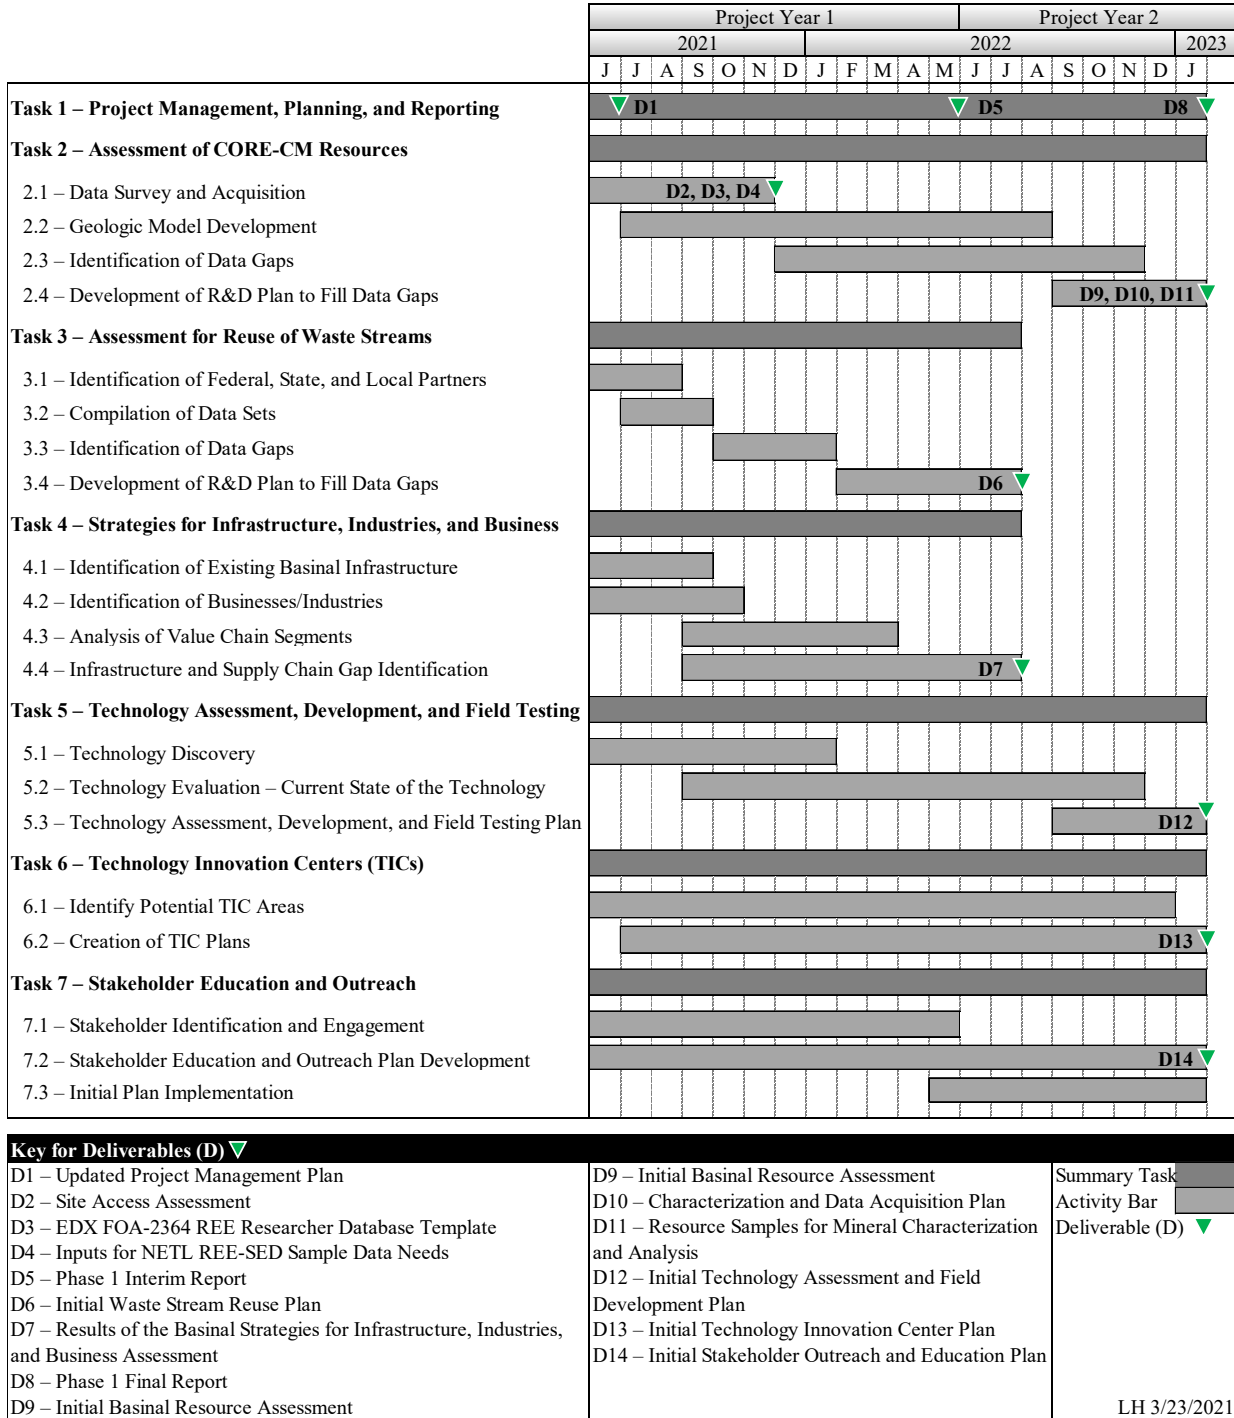 Project Year 1 Project Year 2
2021 2022 2023
J J A S O N D J F M A M J J A S O N D J
Task 1 – Project Management, Planning, and Reporting D1 D5 D8
Task 2 – Assessment of CORE-CM Resources
2.1 – Data Survey and Acquisition D2, D3, D4
2.2 – Geologic Model Development
2.3 – Identification of Data Gaps
2.4 – Development of R&D Plan to Fill Data Gaps D9, D10, D11
Task 3 – Assessment for Reuse of Waste Streams
3.1 – Identification of Federal, State, and Local Partners
3.2 – Compilation of Data Sets
3.3 – Identification of Data Gaps
3.4 – Development of R&D Plan to Fill Data Gaps D6
Task 4 – Strategies for Infrastructure, Industries, and Business
4.1 – Identification of Existing Basinal Infrastructure
4.2 – Identification of Businesses/Industries
4.3 – Analysis of Value Chain Segments
4.4 – Infrastructure and Supply Chain Gap Identification D7
Task 5 – Technology Assessment, Development, and Field Testing
5.1 – Technology Discovery
5.2 – Technology Evaluation – Current State of the Technology
5.3 – Technology Assessment, Development, and Field Testing Plan D12
Task 6 – Technology Innovation Centers (TICs)
6.1 – Identify Potential TIC Areas
6.2 – Creation of TIC Plans D13
Task 7 – Stakeholder Education and Outreach
7.1 – Stakeholder Identification and Engagement
7.2 – Stakeholder Education and Outreach Plan Development D14
7.3 – Initial Plan Implementation
Key for Deliverables (D)
D1 – Updated Project Management Plan
D2 – Site Access Assessment
D3 – EDX FOA-2364 REE Researcher Database Template
D4 – Inputs for NETL REE-SED Sample Data Needs
D5 – Phase 1 Interim Report
D6 – Initial Waste Stream Reuse Plan
D7 – Results of the Basinal Strategies for Infrastructure, Industries,
and Business Assessment
D8 – Phase 1 Final Report
D9 – Initial Basinal Resource Assessment
D9 – Initial Basinal Resource Assessment
D10 – Characterization and Data Acquisition Plan
D11 – Resource Samples for Mineral Characterization
and Analysis
D12 – Initial Technology Assessment and Field
Development Plan
D13 – Initial Technology Innovation Center Plan
D14 – Initial Stakeholder Outreach and Education Plan
Summary Task
Activity Bar
Deliverable (D)
LH 3/23/2021